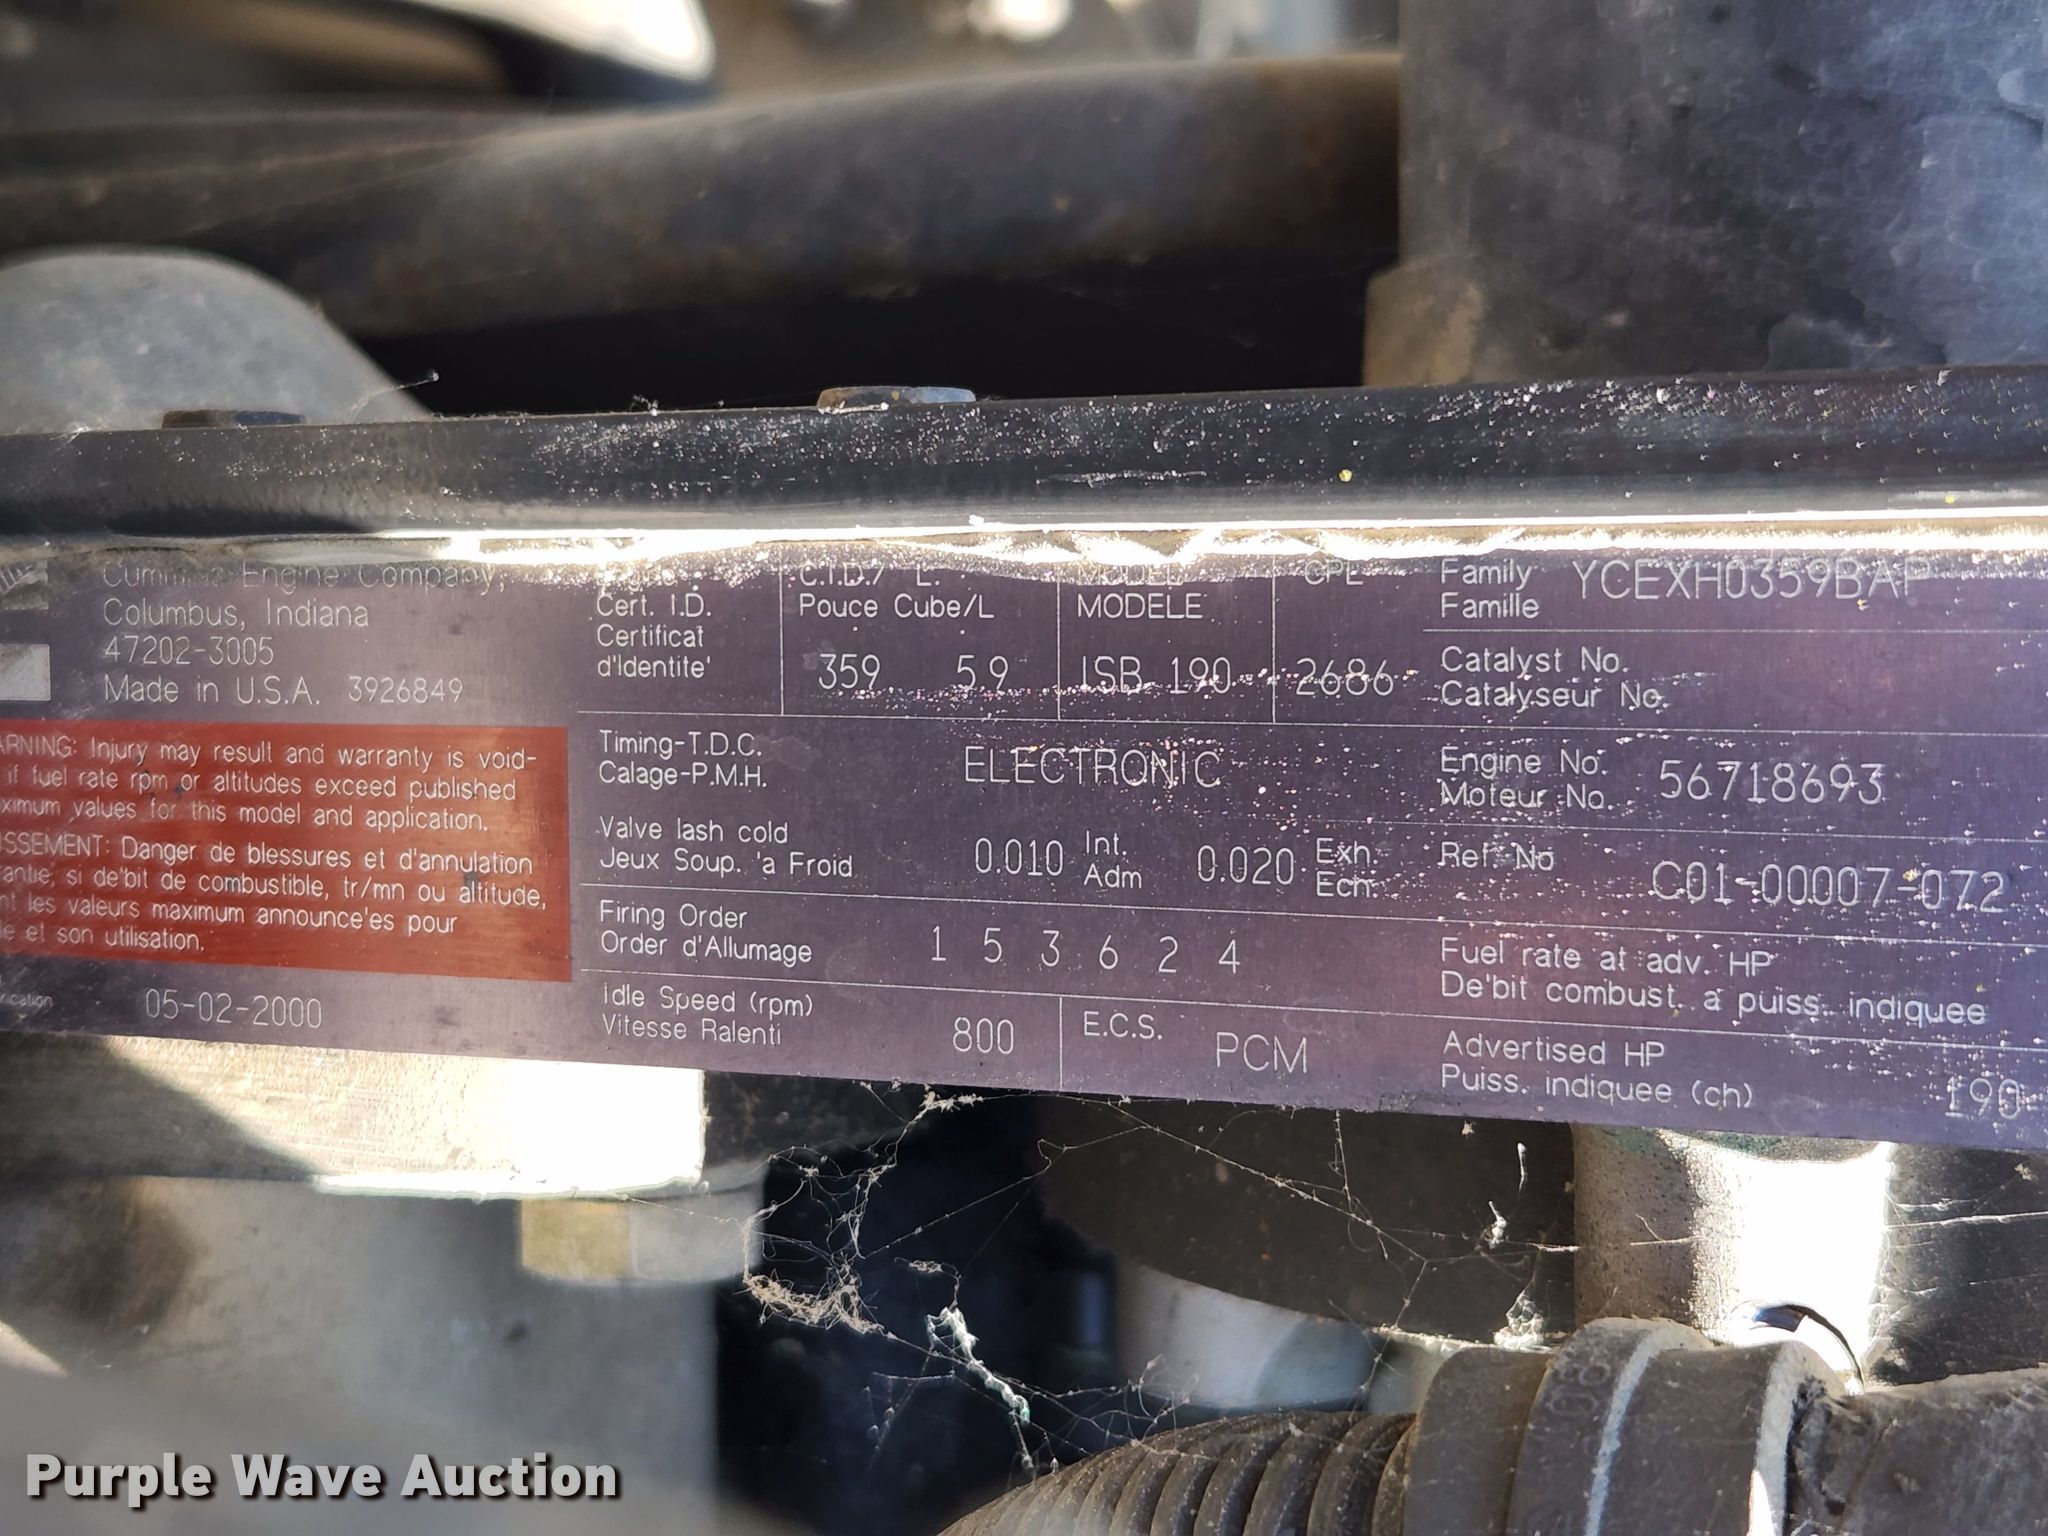 Cummins Engine Company,
Columbus, Indiana
47202-3005
Made in U.S.A. 3926849
WARNING: Injury may result and warranty is void-
if fuel rate rpm or altitudes exceed published
maximum values for this model and application.
Danger de blessures et d'annulation
si de'bit de combustible, tr/mn ou altitude,
les valeurs maximum announce'es pour
et son utilisation.
05-02-2000
Cert. I.D.
Certificat
d'Identite'
C.I.D./ L.
Pouce Cube/L
359 5.9
MODEL
MODELE
ISB 190
CPL
2686
Family
Famille
YCEXH0359BAP
Catalyst No.
Catalyseur No.
Timing-T.D.C.
Calage-P.M.H.
ELECTRONIC
Engine No.
Moteur No.
56718693
Valve lash cold
Jeux Soup. 'a Froid
0.010 Int.
Adm
0.020 Exh.
Ech.
Ref. No
C01-00007-072
Firing Order
Order d'Allumage
1 5 3 6 2 4
Fuel rate at adv. HP
De'bit combust. a puiss. indiquee
Idle Speed (rpm)
Vitesse Ralenti
800
E.C.S.
PCM
Advertised HP
Puiss. indiquee (ch)
190
Purple Wave Auction